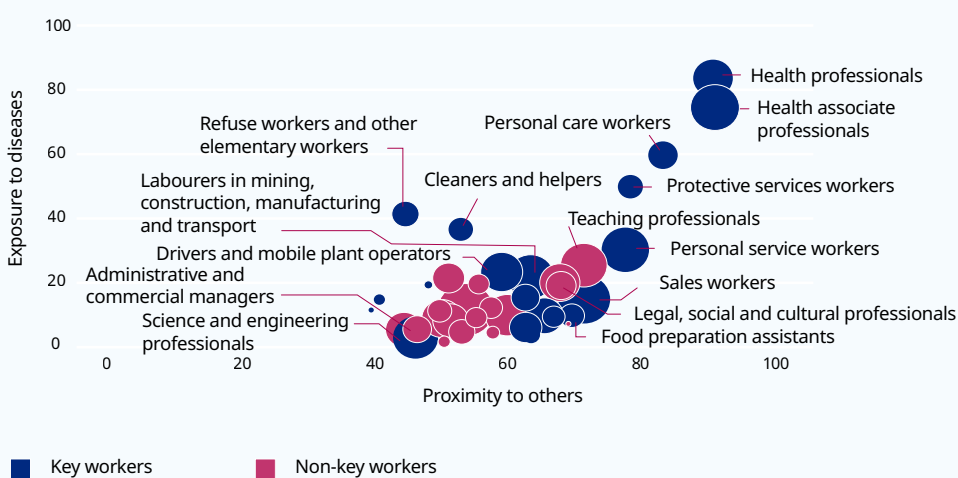 100
80
60
40
20
0
Exposure to diseases
Health professionals
Health associate
professionals
Refuse workers and other
elementary workers
Personal care workers
Labourers in mining,
construction, manufacturing
and transport
Cleaners and helpers
Protective services workers
Teaching professionals
Drivers and mobile plant operators
Personal service workers
Administrative and
commercial managers
Sales workers
Science and engineering
professionals
Legal, social and cultural professionals
Food preparation assistants
0 20 40 60 80 100
Proximity to others
Key workers
Non-key workers